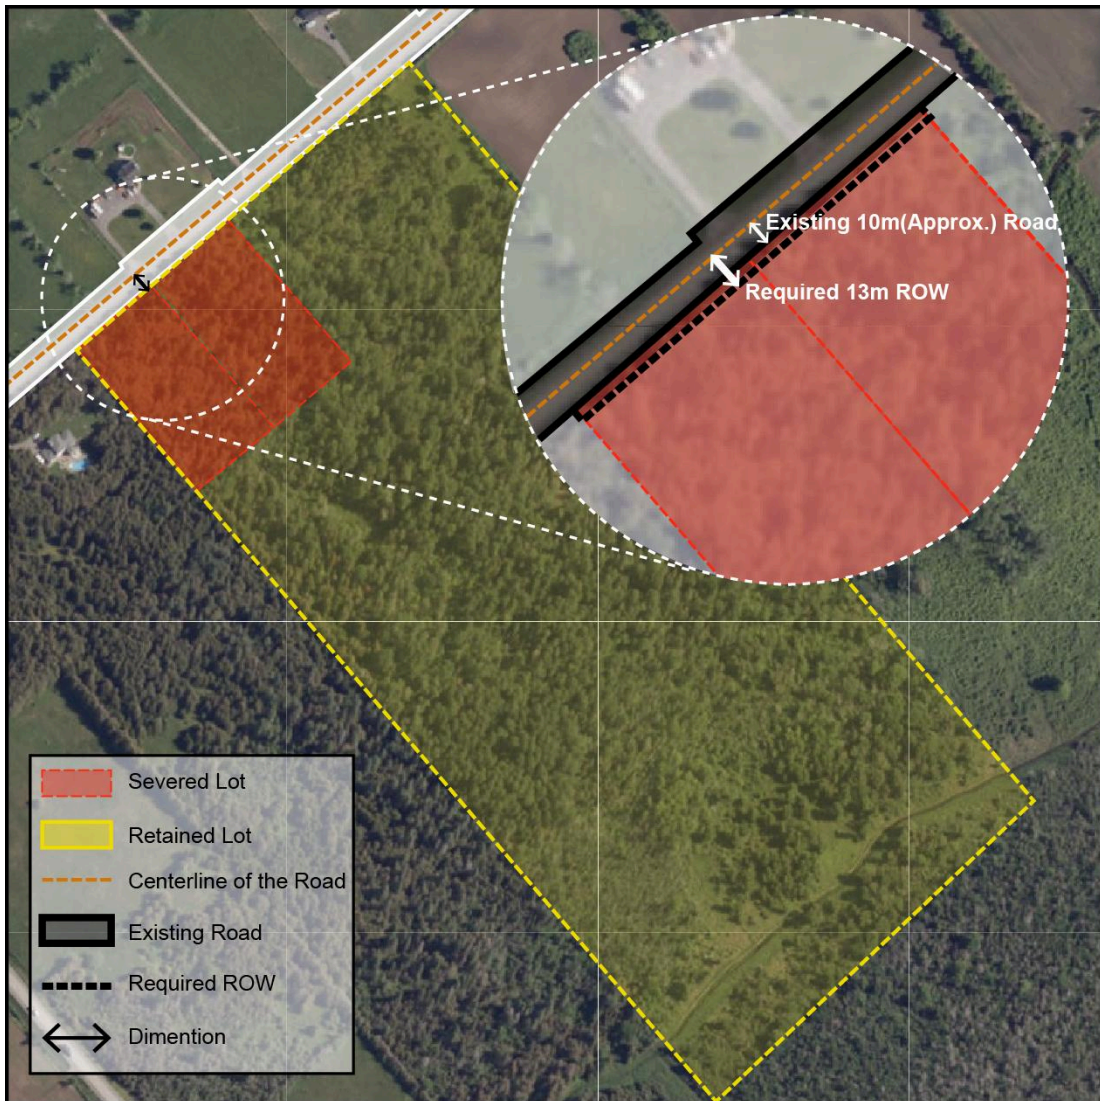 Existing 10m(Approx.) Road
Required 13m ROW
Severed Lot
Retained Lot
Centerline of the Road
Existing Road
Required ROW
Dimention